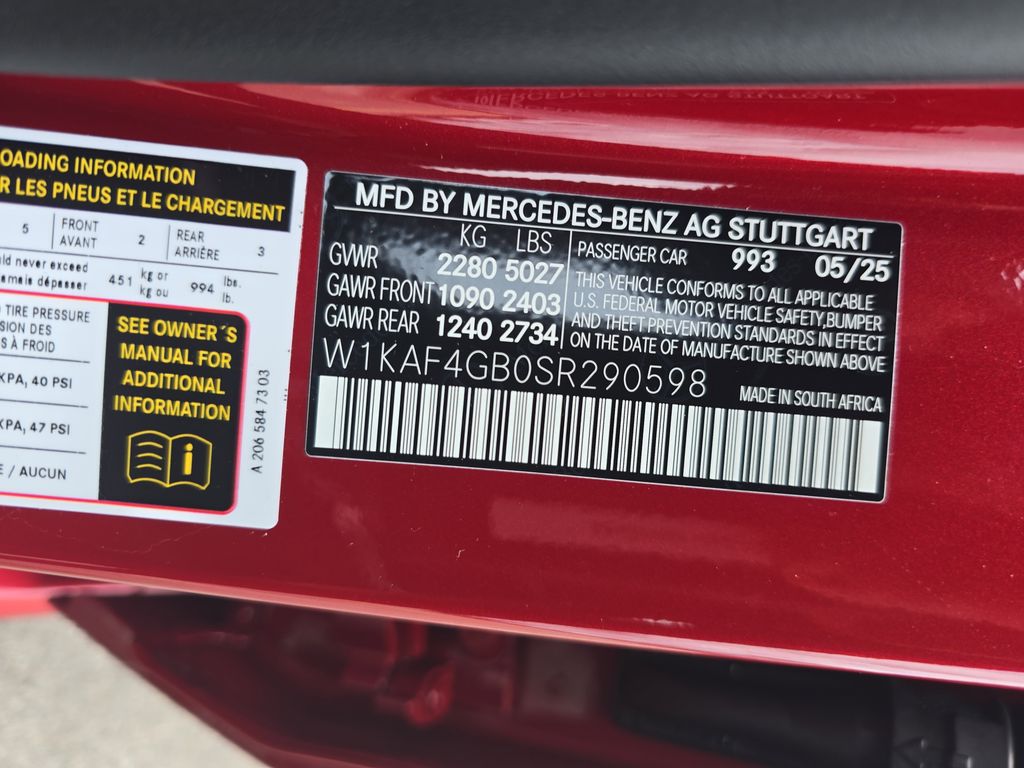 OADING INFORMATION
R LES PNEUS ET LE CHARGEMENT
5 FRONT AVANT 2 REAR ARRIÈRE 3
ld never exceed
amais dépasser 451 kg or kg ou 994 lbs. lb.
TIRE PRESSURE
SION DES
S À FROID
KPA, 40 PSI
KPA, 47 PSI
/ AUCUN
SEE OWNER´S
MANUAL FOR
ADDITIONAL
INFORMATION
A 206 584 73 03
MFD BY MERCEDES-BENZ AG STUTTGART
KG LBS
GVWR 2280 5027
GAWR FRONT 1090 2403
GAWR REAR 1240 2734
PASSENGER CAR 993 05/25
THIS VEHICLE CONFORMS TO ALL APPLICABLE
U.S. FEDERAL MOTOR VEHICLE SAFETY,BUMPER
AND THEFT PREVENTION STANDARDS IN EFFECT
ON THE DATE OF MANUFACTURE SHOWN ABOVE
W1KAF4GB0SR290598
MADE IN SOUTH AFRICA